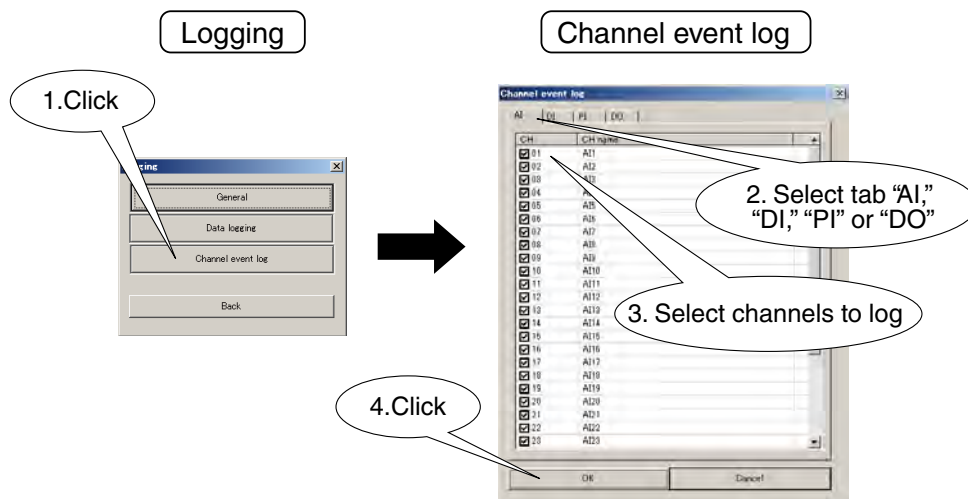 Logging
Channel event log
1.Click
Channel event log
AI DI PI DO
CH CH name
01 AI1
02 AI2
03 AI3
04
05 AI5
06 AI6
07 AI7
08 AI8
09 AI9
10 AI10
11 AI11
12 AI12
13 AI13
14 AI14
15 AI15
16 AI16
17 AI17
18 AI18
19 AI19
20 AI20
21 AI21
22 AI22
23 AI23
OK Cancel
General
Data logging
Channel event log
Back
2. Select tab “AI,”
“DI,” “PI” or “DO”
3. Select channels to log
4.Click